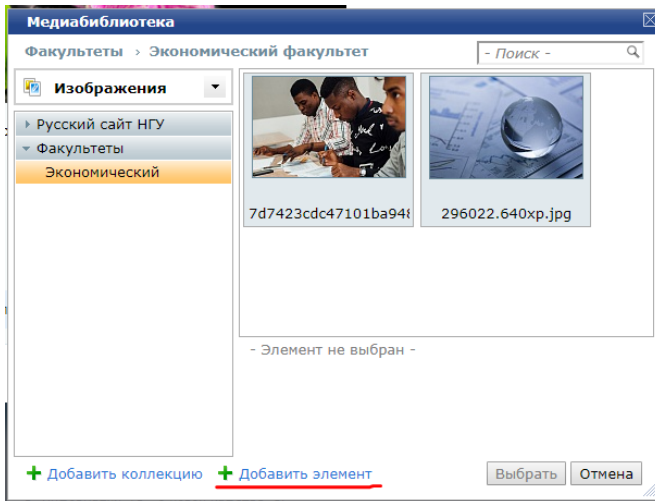 Медиабиблиотека
Факультеты › Экономический факультет
- Поиск -
Изображения
Русский сайт НГУ
Факультеты
Экономический
7d7423cdc47101ba948
296022.640xp.jpg
- Элемент не выбран -
Добавить коллекцию
Добавить элемент
Выбрать
Отмена